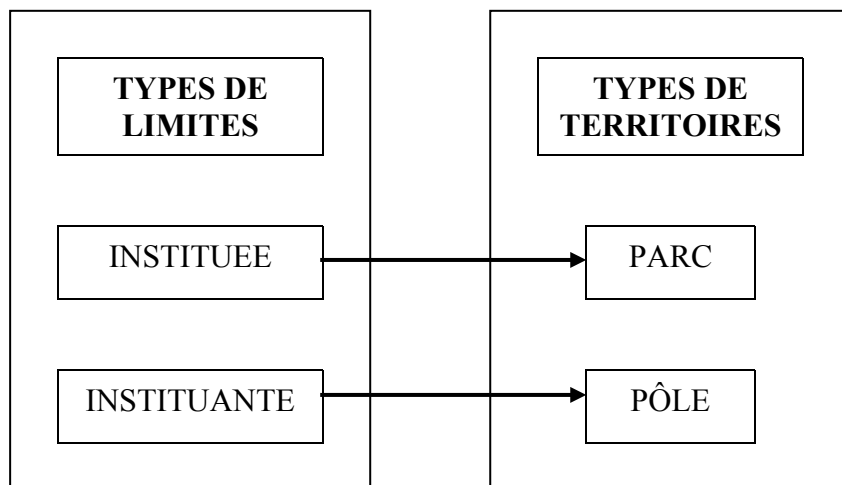 TYPES DE
LIMITES
TYPES DE
TERRITOIRES
INSTITUEE
PARC
INSTITUANTE
PÔLE